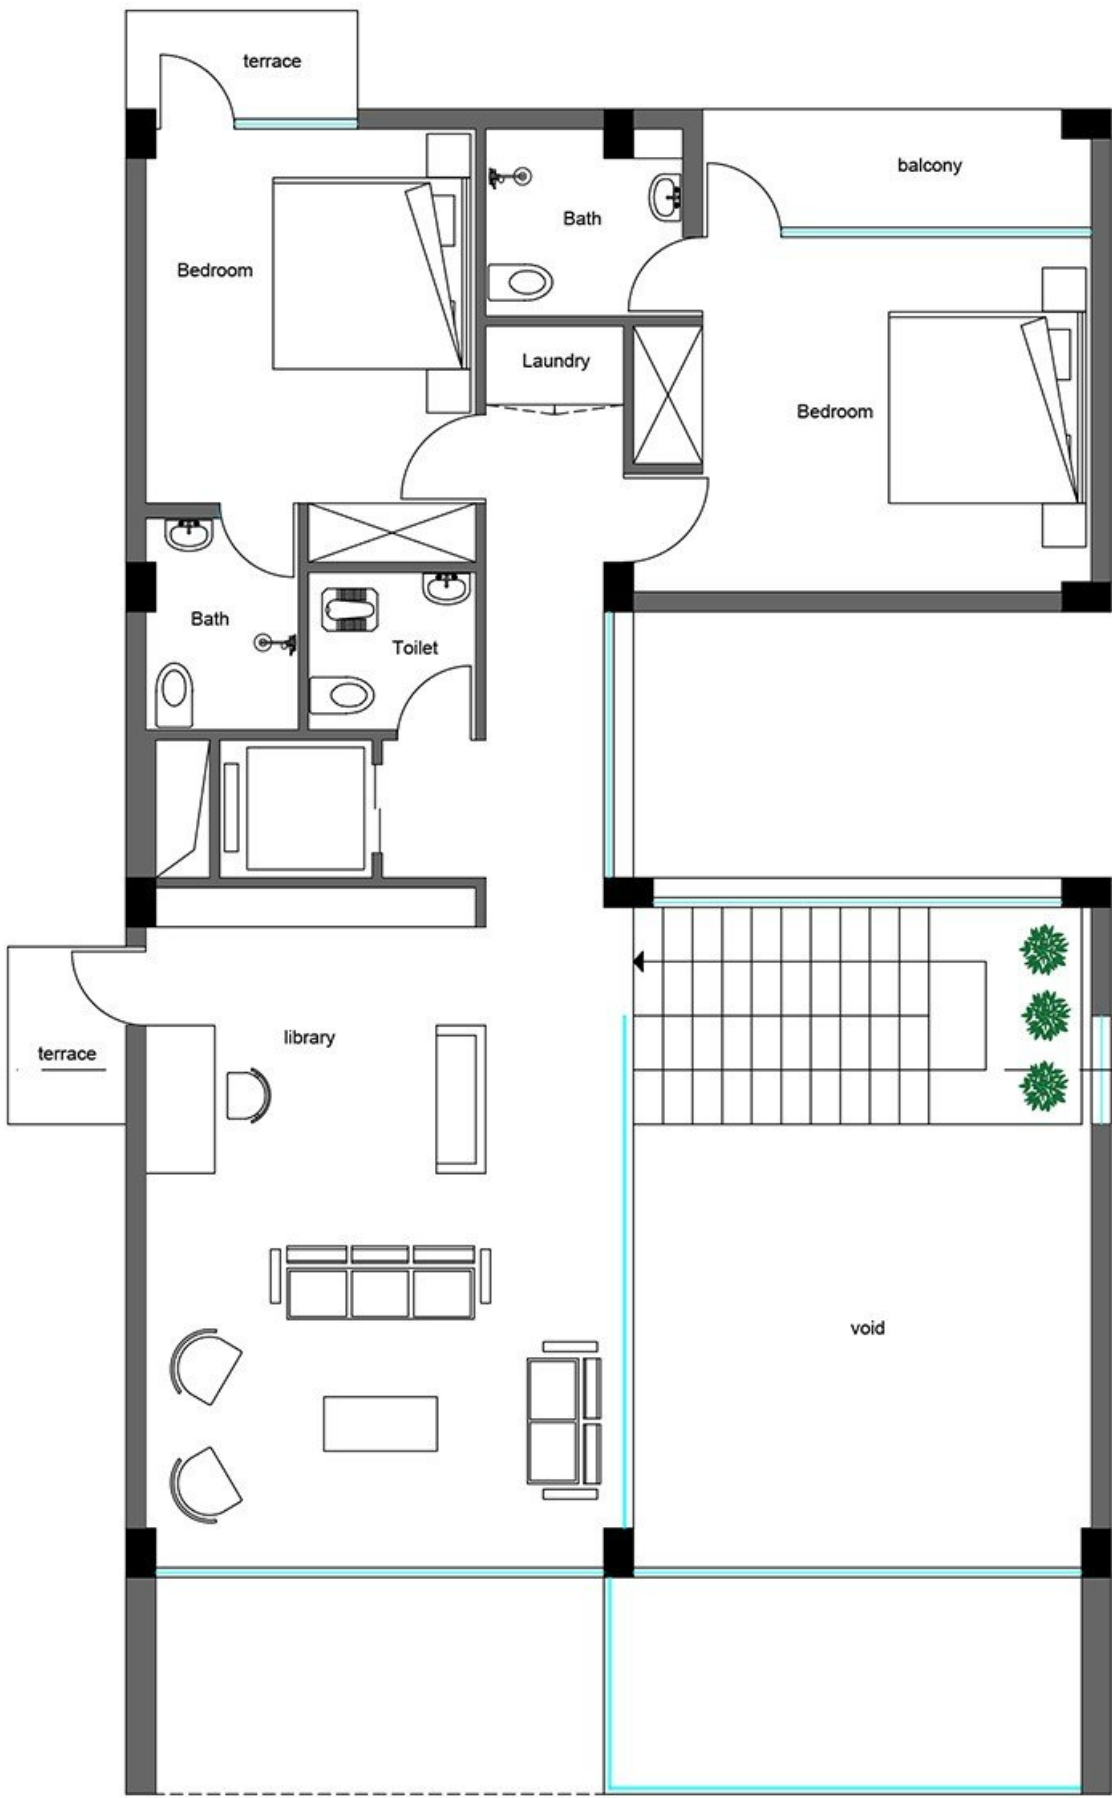 terrace
balcony
Bath
Bedroom
Laundry
Bedroom
Bath
Toilet
library
terrace
void